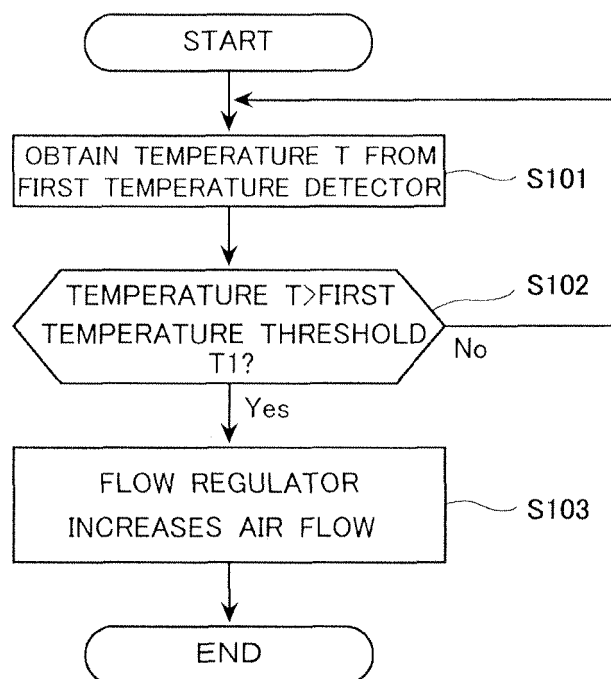 START
OBTAIN TEMPERATURE T FROM
FIRST TEMPERATURE DETECTOR
S101
TEMPERATURE T>FIRST
TEMPERATURE THRESHOLD
T1?
S102
No
Yes
FLOW REGULATOR
INCREASES AIR FLOW
S103
END